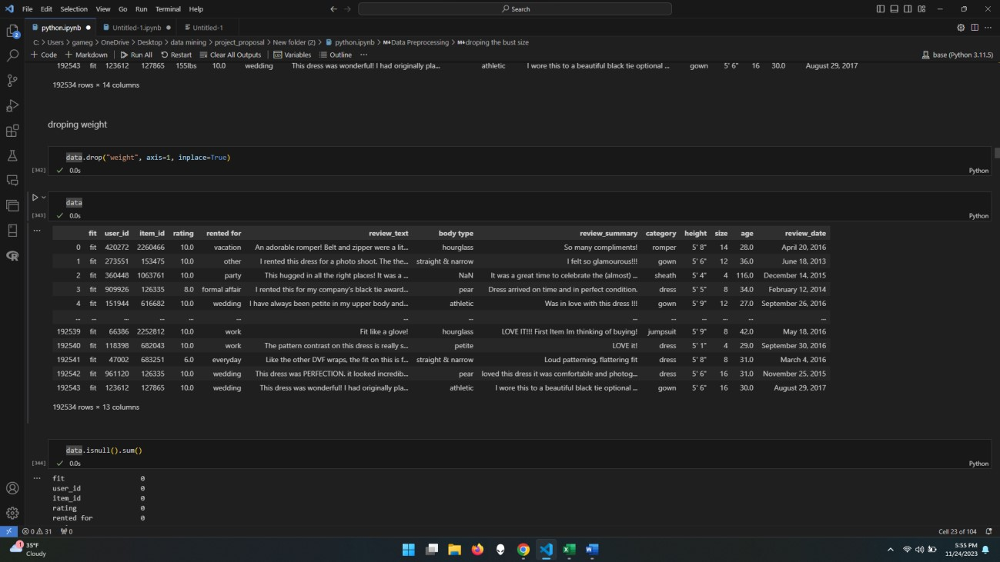 File Edit Selection View Go Run Terminal Help
Search
python.ipynb Untitled-1.ipynb Untitled-1
C: > Users > gameg > OneDrive > Desktop > data mining > project_proposal > New folder (2) > python.ipynb > M↓Data Preprocessing > M↓droping the bust size
+ Code + Markdown Run All Restart Clear All Outputs Variables Outline ...
base (Python 3.11.5)
192543 fit 123612 127865 155lbs 10.0 wedding This dress was wonderful! I had originally pla... athletic I wore this to a beautiful black tie optional ... gown 5' 6" 16 30.0 August 29, 2017
192534 rows × 14 columns
droping weight
data.drop("weight", axis=1, inplace=True)
[342] ✓ 0.0s Python
data
[343] ✓ 0.0s Python
fit user_id item_id rating rented for review_text body type review_summary category height size age review_date
0 fit 420272 2260466 10.0 vacation An adorable romper! Belt and zipper were a lit... hourglass So many compliments! romper 5' 8" 14 28.0 April 20, 2016
1 fit 273551 153475 10.0 other I rented this dress for a photo shoot. The the... straight & narrow I felt so glamourous!!! gown 5' 6" 12 36.0 June 18, 2013
2 fit 360448 1063761 10.0 party This hugged in all the right places! It was a ... NaN It was a great time to celebrate the (almost) ... sheath 5' 4" 4 116.0 December 14, 2015
3 fit 909926 126335 8.0 formal affair I rented this for my company's black tie award... pear Dress arrived on time and in perfect condition. dress 5' 5" 8 34.0 February 12, 2014
4 fit 151944 616682 10.0 wedding I have always been petite in my upper body and... athletic Was in love with this dress !!! gown 5' 9" 12 27.0 September 26, 2016
... ... ... ... ... ... ... ... ... ... ... ... ... ...
192539 fit 66386 2252812 10.0 work Fit like a glove! hourglass LOVE IT!!! First Item Im thinking of buying! jumpsuit 5' 9" 8 42.0 May 18, 2016
192540 fit 118398 682043 10.0 work The pattern contrast on this dress is really s... petite LOVE it! dress 5' 1" 4 29.0 September 30, 2016
192541 fit 47002 683251 6.0 everyday Like the other DVF wraps, the fit on this is f... straight & narrow Loud patterning, flattering fit dress 5' 8" 8 31.0 March 4, 2016
192542 fit 961120 126335 10.0 wedding This dress was PERFECTION. it looked incredib... pear loved this dress it was comfortable and photog... dress 5' 6" 16 31.0 November 25, 2015
192543 fit 123612 127865 10.0 wedding This dress was wonderful! I had originally pla... athletic I wore this to a beautiful black tie optional ... gown 5' 6" 16 30.0 August 29, 2017
192534 rows × 13 columns
data.isnull().sum()
[344] ✓ 0.0s Python
fit 0
user_id 0
item_id 0
rating 0
rented for 0
0 31 0
Cell 23 of 104
35°F
Cloudy
5:55 PM
11/24/2023